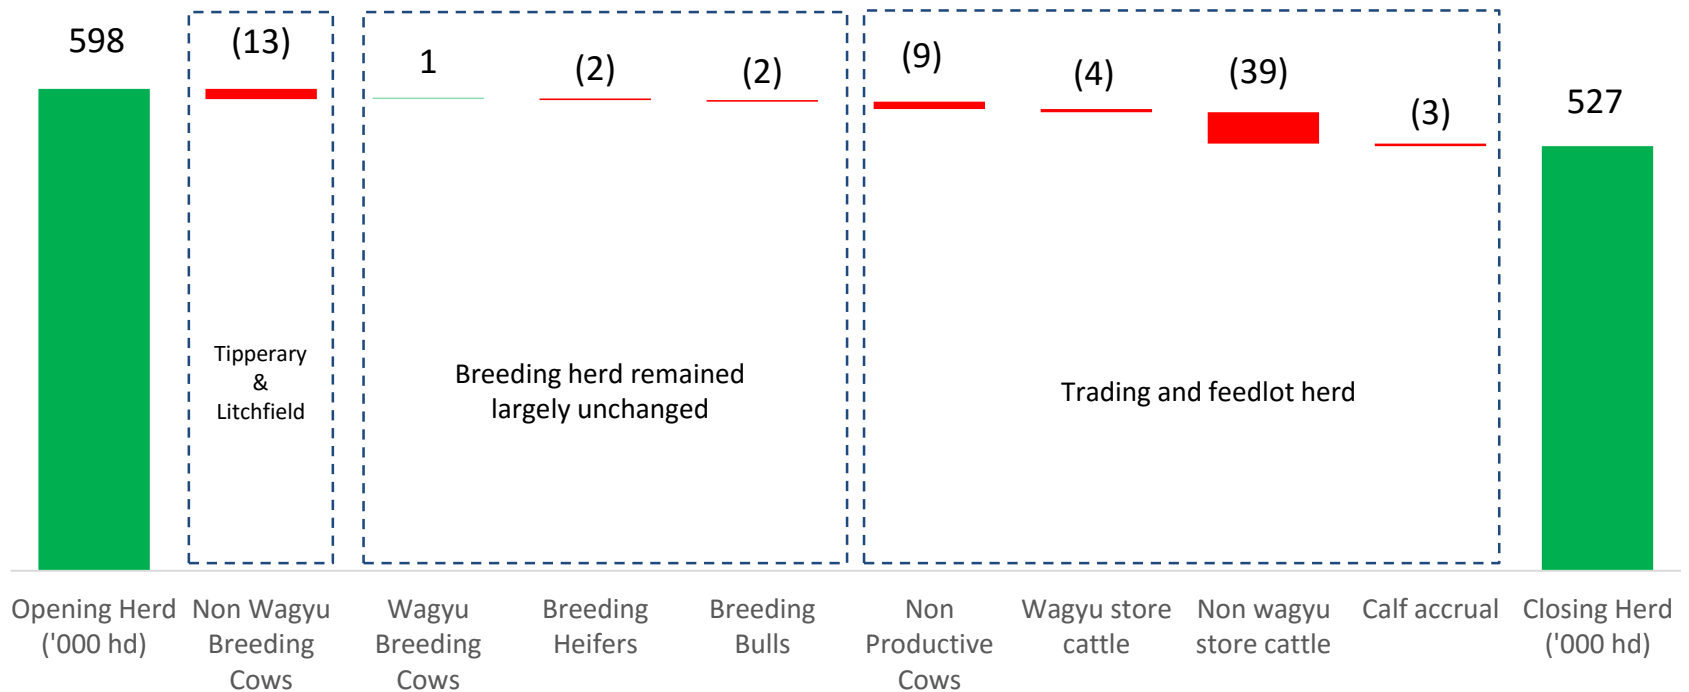 598
(13)
1
(2)
(2)
(9)
(4)
(39)
(3)
527
Tipperary
&
Litchfield
Breeding herd remained
largely unchanged
Trading and feedlot herd
Opening Herd
('000 hd)
Non Wagyu
Breeding
Cows
Wagyu
Breeding
Cows
Breeding
Heifers
Breeding
Bulls
Non
Productive
Cows
Wagyu store
cattle
Non wagyu
store cattle
Calf accrual
Closing Herd
('000 hd)